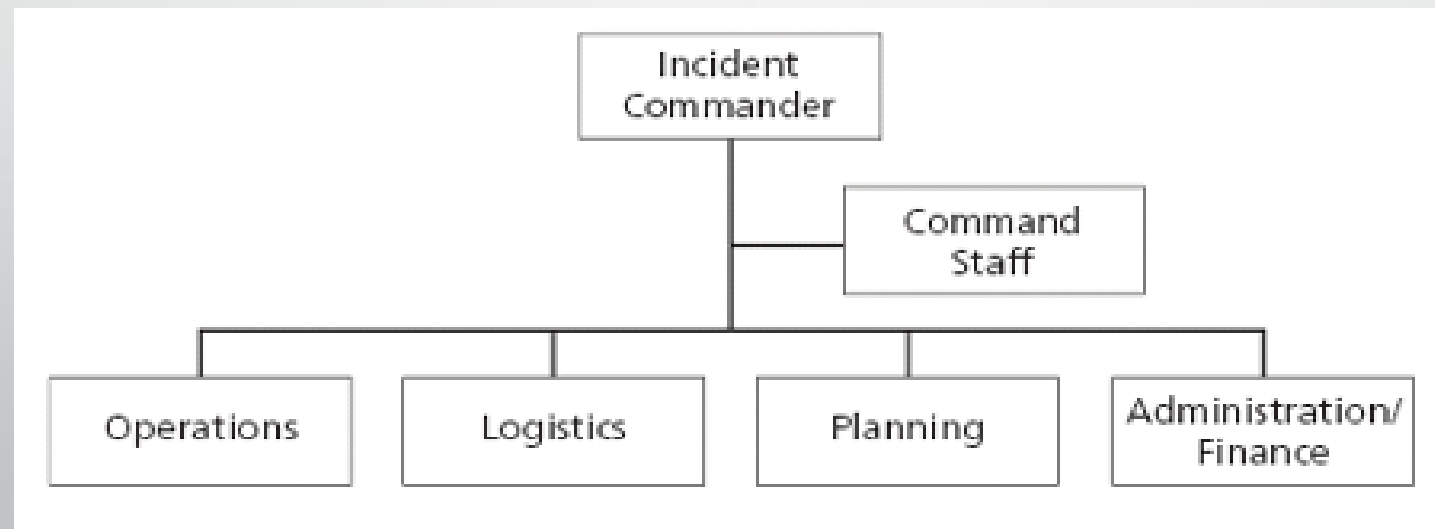 Incident
Commander
Command
Staff
Operations
Logistics
Planning
Administration/
Finance